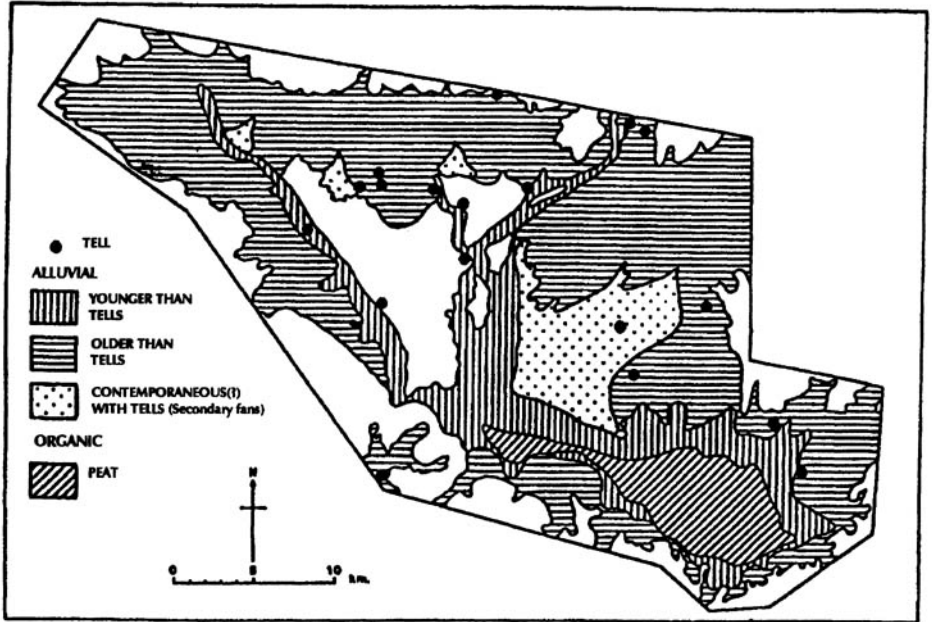 TELL
ALLUVIAL
YOUNGER THAN
TELLS
OLDER THAN
TELLS
CONTEMPORANEOUS(?)
WITH TELLS (Secondary fans)
ORGANIC
PEAT
N
0 5 10 km.